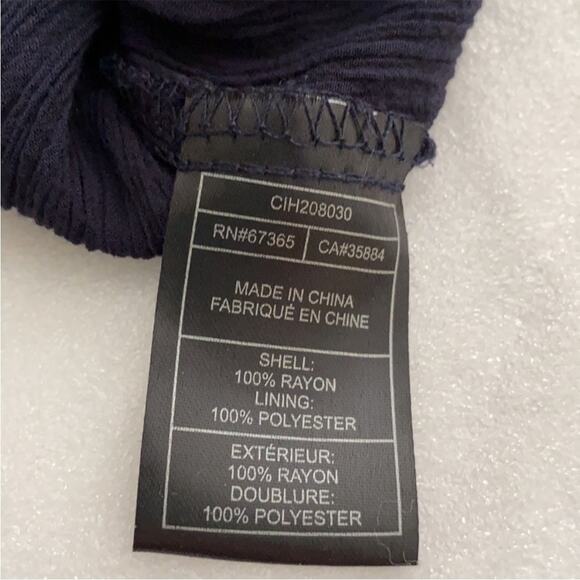 CIH208030
RN#67365 CA#35884
MADE IN CHINA
FABRIQUÉ EN CHINE
SHELL:
100% RAYON
LINING:
100% POLYESTER
EXTÉRIEUR:
100% RAYON
DOUBLURE:
100% POLYESTER